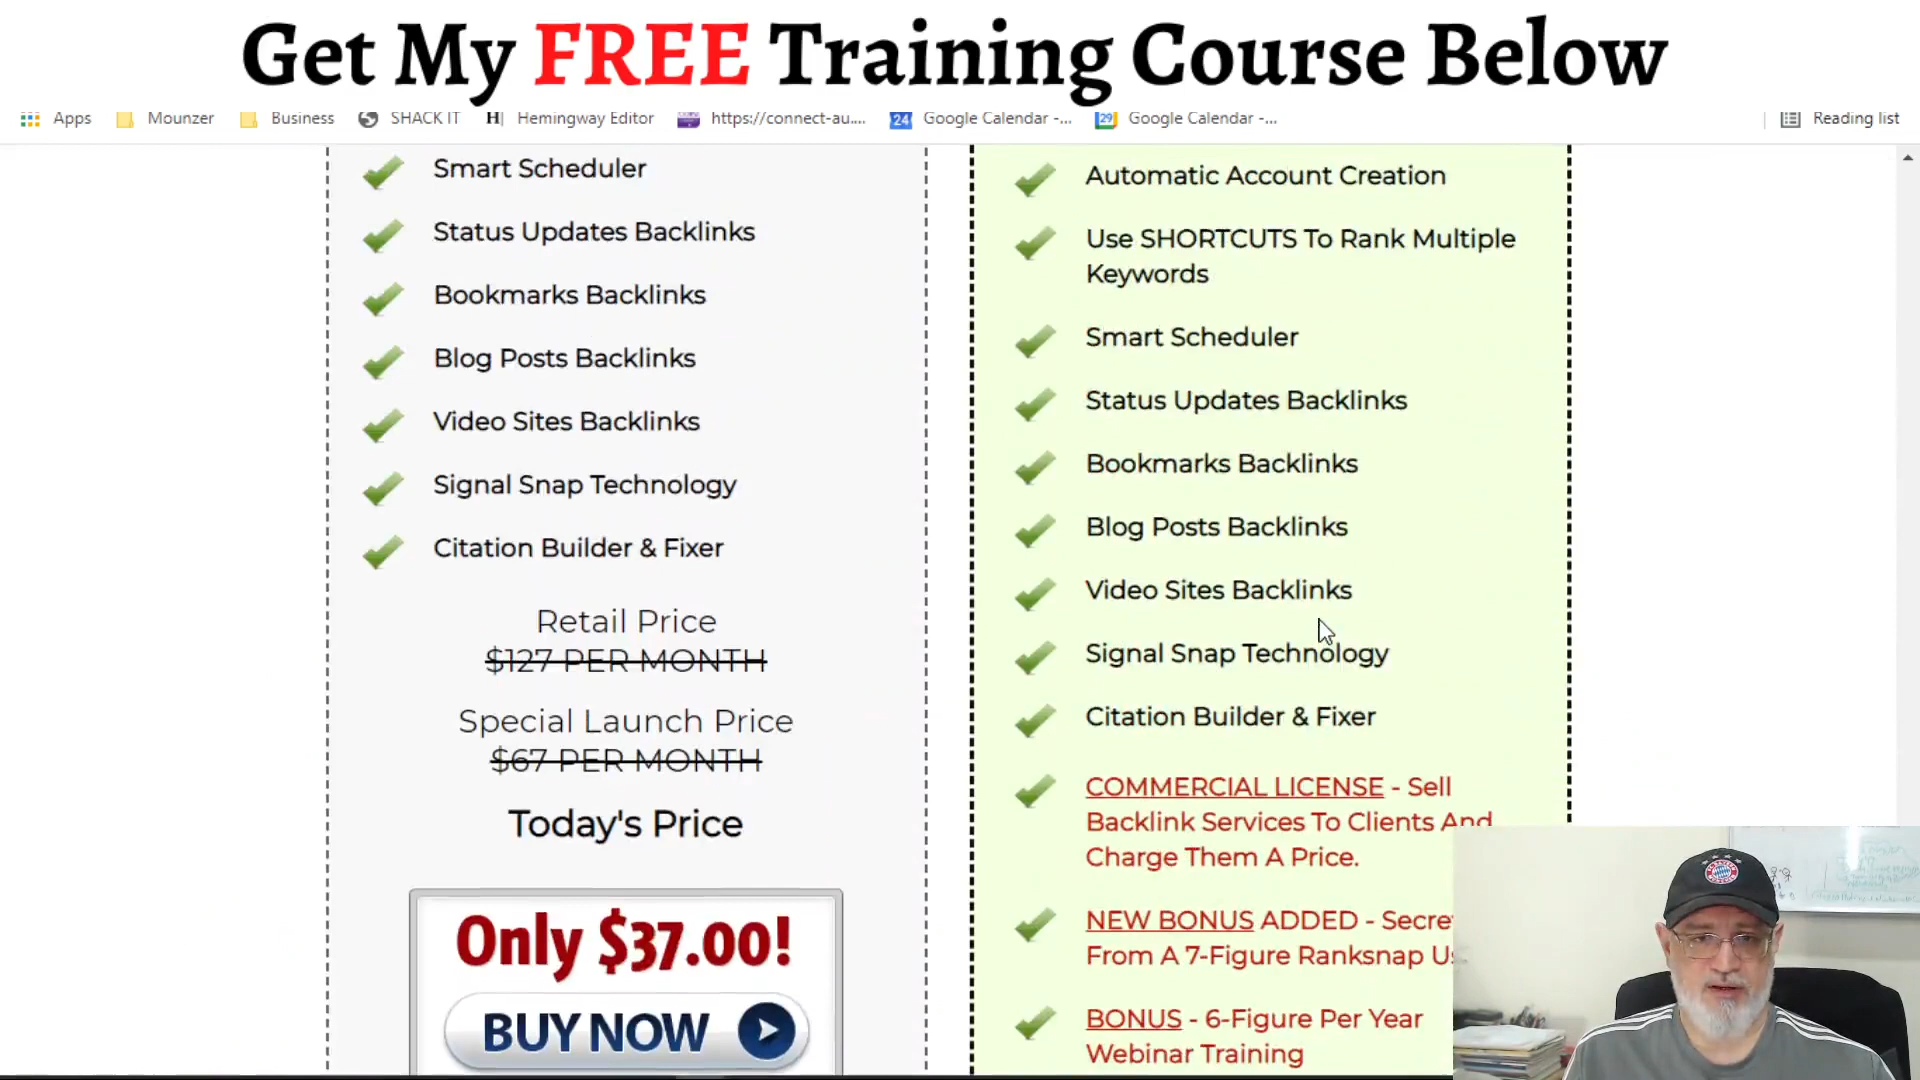 Get My FREE Training Course Below
Apps Mounzer Business SHACK IT Hemingway Editor https://connect-au.... Google Calendar -... Google Calendar -... Reading list
Smart Scheduler
Status Updates Backlinks
Bookmarks Backlinks
Blog Posts Backlinks
Video Sites Backlinks
Signal Snap Technology
Citation Builder & Fixer
Retail Price
$127 PER MONTH
Special Launch Price
$67 PER MONTH
Today's Price
Only $37.00!
BUY NOW
Automatic Account Creation
Use SHORTCUTS To Rank Multiple
Keywords
Smart Scheduler
Status Updates Backlinks
Bookmarks Backlinks
Blog Posts Backlinks
Video Sites Backlinks
Signal Snap Technology
Citation Builder & Fixer
COMMERCIAL LICENSE - Sell
Backlink Services To Clients And
Charge Them A Price.
NEW BONUS ADDED -
From A 7-Figure Ranksnap
BONUS - 6-Figure Per Year
Webinar Training